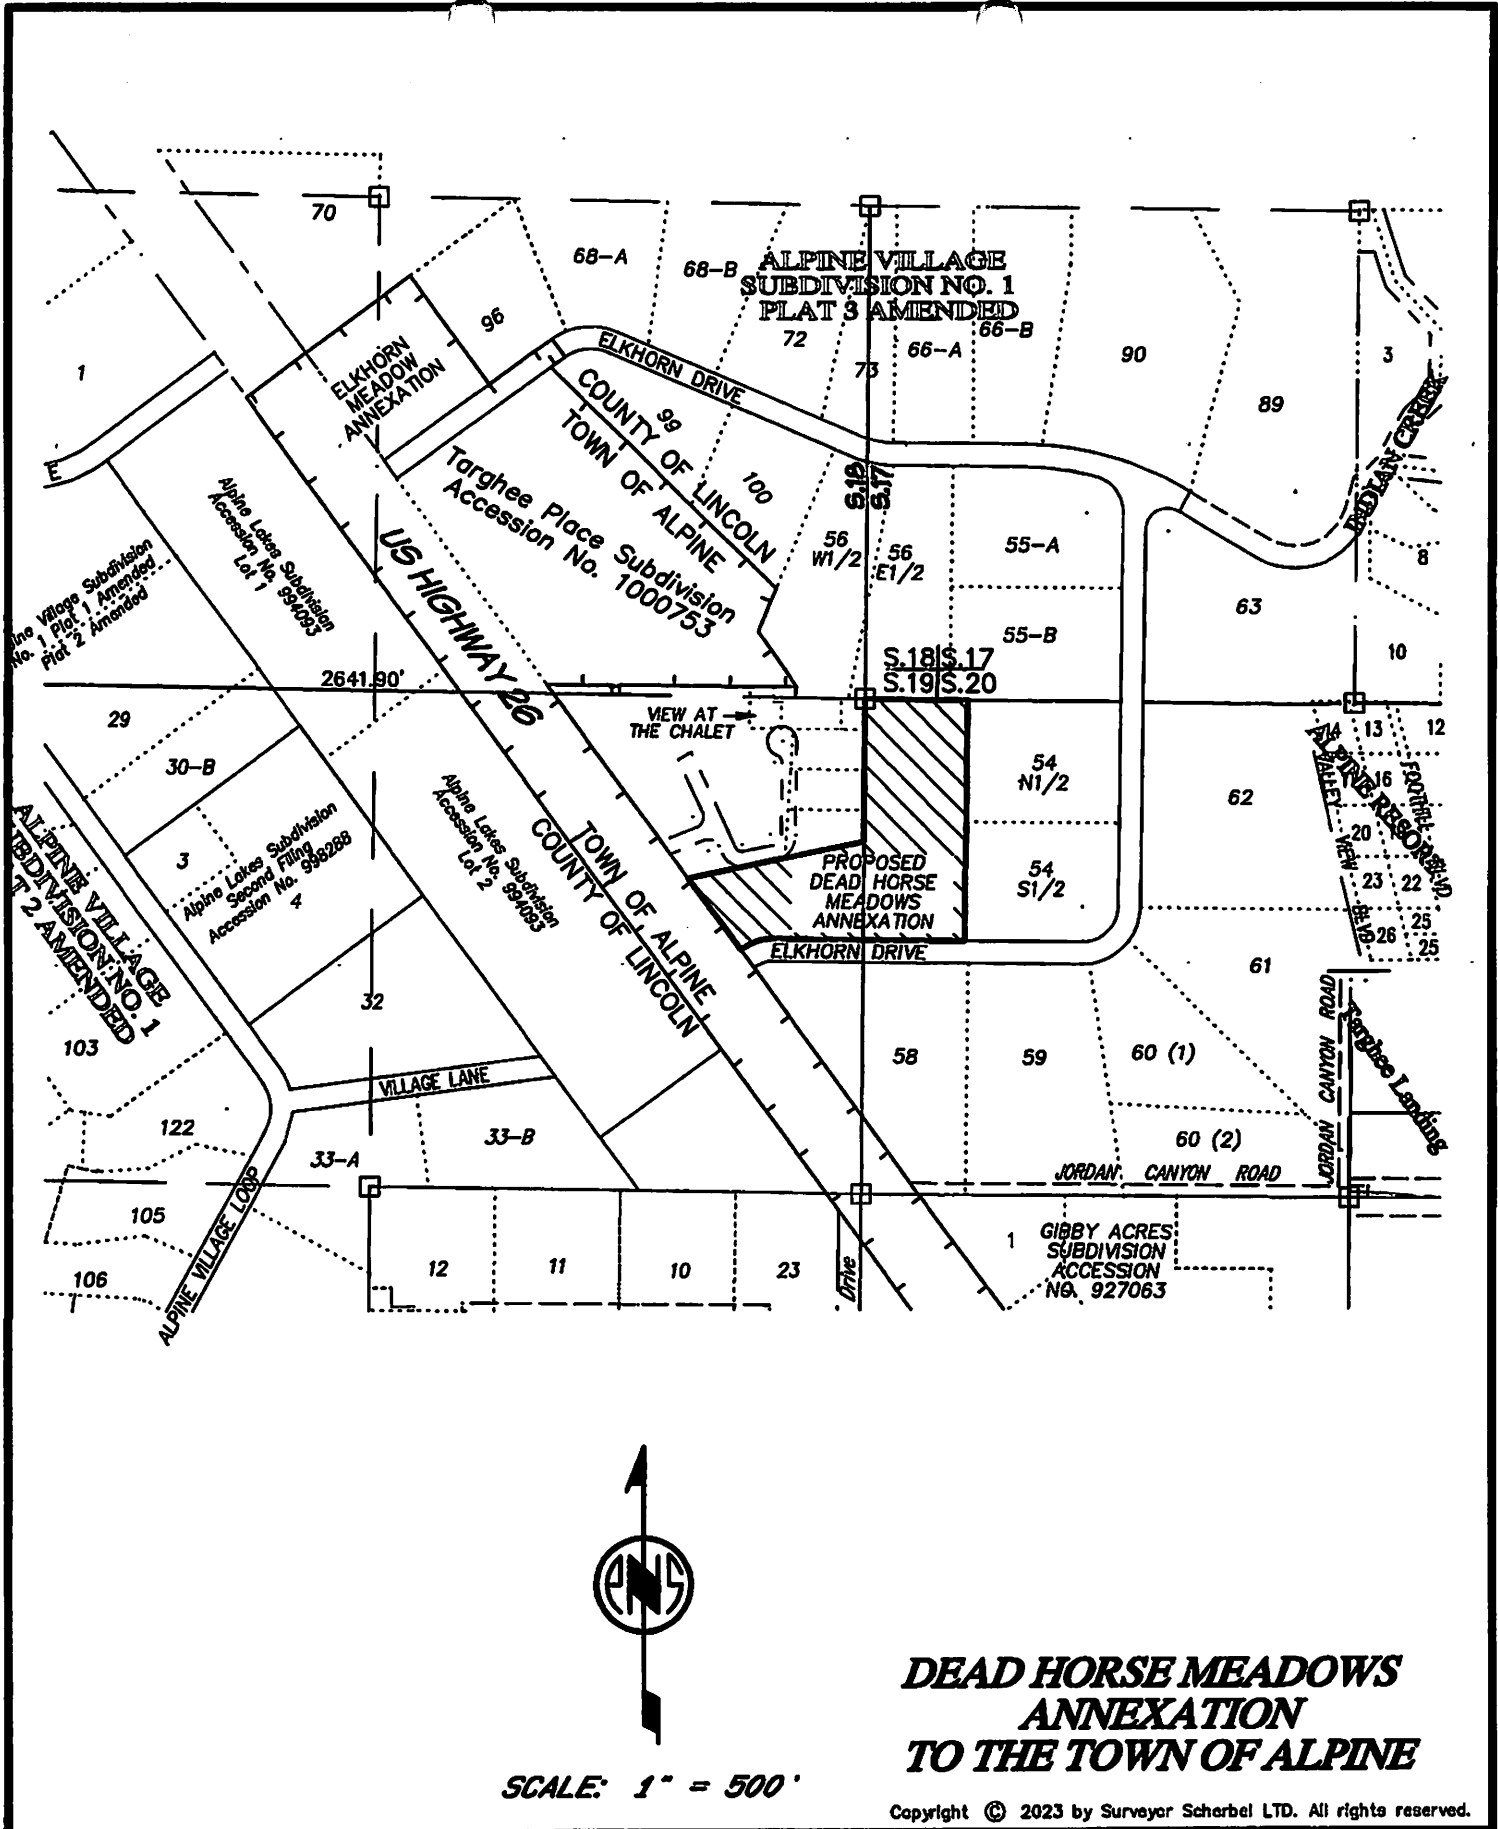 70
68-A
68-B
ALPINE VILLAGE
SUBDIVISION NO. 1
PLAT 3 AMENDED
96
72
73
66-A
66-B
90
89
3
1
ELKHORN
MEADOW
ANNEXATION
ELKHORN DRIVE
INDIAN CREEK
99
100
COUNTY OF LINCOLN
TOWN OF ALPINE
Targhee Place Subdivision
Accession No. 1000753
S.18
S.17
56
W1/2
56
E1/2
55-A
55-B
63
8
10
Alpine Lakes Subdivision
Accession No. 994093
Lot 1
US HIGHWAY 26
Village Subdivision
No. 1 Plat 1 Amended
Plat 2 Amended
2641.90'
S.18 S.17
S.19 S.20
VIEW AT
THE CHALET
29
30-B
3
Alpine Lakes Subdivision
Second Filing
Accession No. 998288
4
Alpine Lakes Subdivision
Accession No. 994093
Lot 2
TOWN OF ALPINE
COUNTY OF LINCOLN
54
N1/2
54
S1/2
62
14
13
12
16
20
23
22
25
26
25
ALPINE RESORT
VALLEY VIEW BLVD
FOOTHILL BLVD
PROPOSED
DEAD HORSE
MEADOWS
ANNEXATION
ELKHORN DRIVE
ALPINE VILLAGE
SUBDIVISION NO. 1
T 2 AMENDED
32
61
103
58
59
60 (1)
60 (2)
JORDAN CANYON ROAD
Targhee Landing
VILLAGE LANE
122
33-A
33-B
JORDAN CANYON ROAD
105
106
ALPINE VILLAGE LOOP
12
11
10
23
Drive
1
GIBBY ACRES
SUBDIVISION
ACCESSION
NO. 927063
PNS
SCALE: 1" = 500'
DEAD HORSE MEADOWS
ANNEXATION
TO THE TOWN OF ALPINE
Copyright © 2023 by Surveyor Scherbel LTD. All rights reserved.